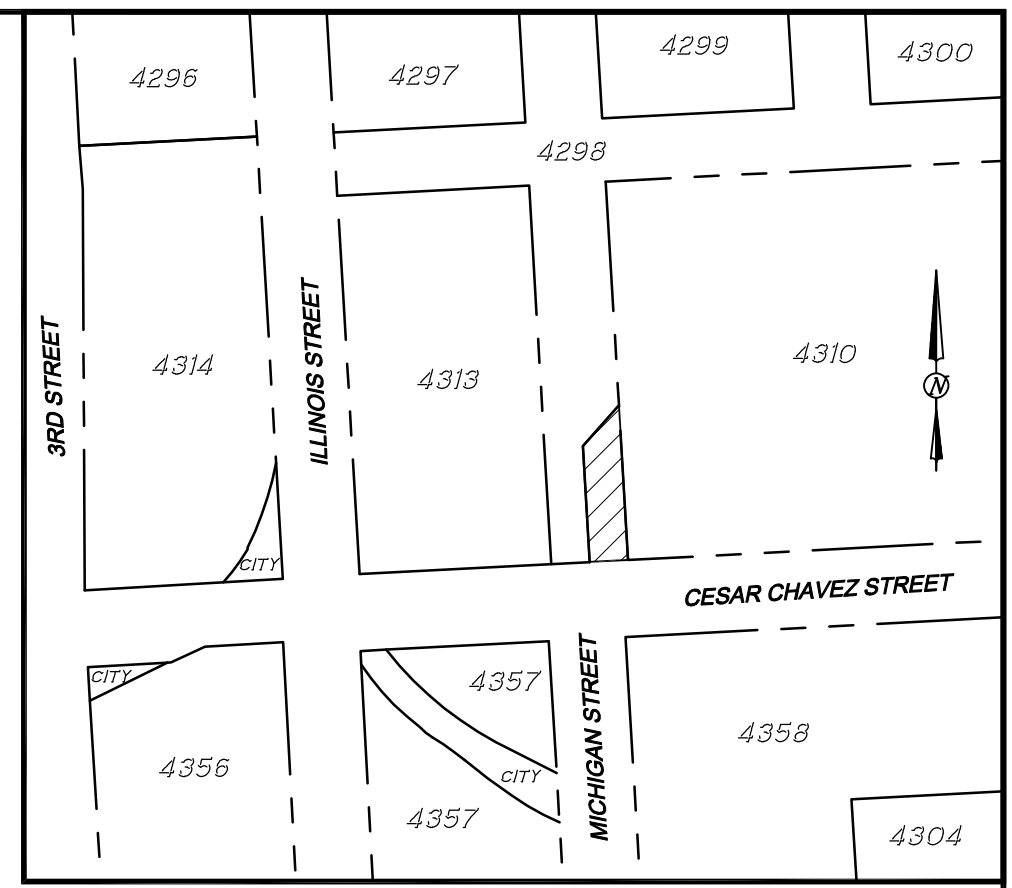 4296
4297
4299
4300
4298
3RD STREET
4314
ILLINOIS STREET
4313
4310
N
CITY
CESAR CHAVEZ STREET
CITY
4356
4357
CITY
4357
MICHIGAN STREET
4358
4304